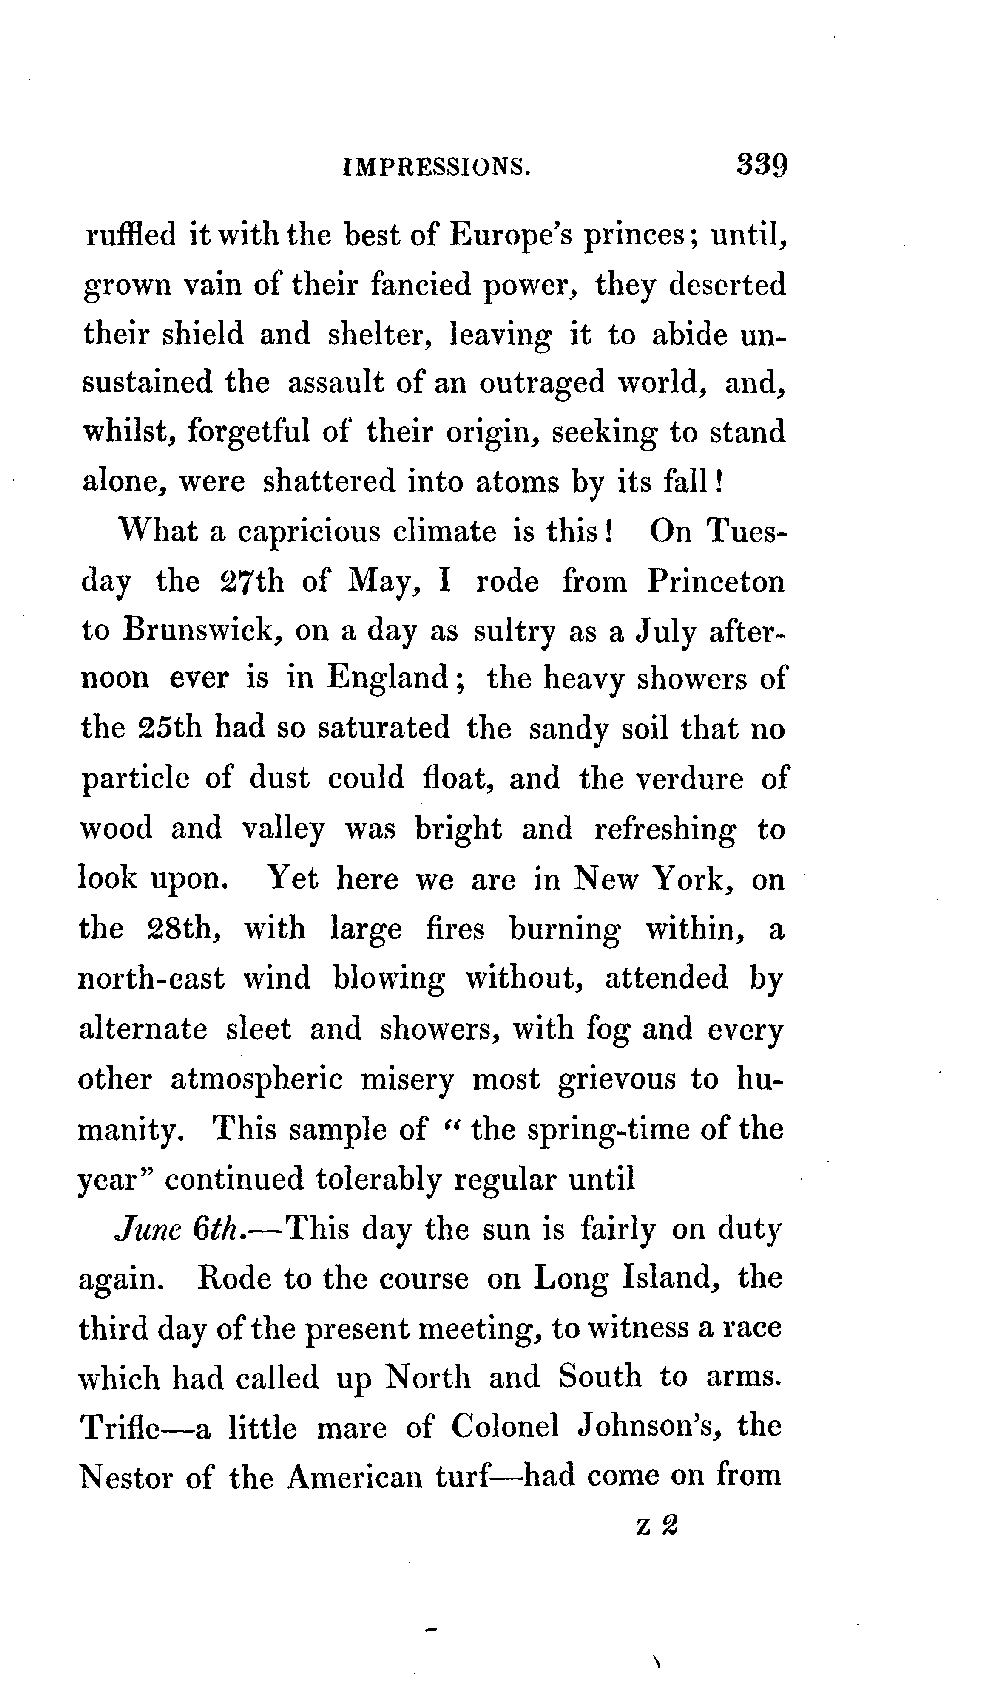 IMPRESSIONS. 339
ruffled it with the best of Europe's princes; until,
grown vain of their fancied power, they deserted
their shield and shelter, leaving it to abide un-
sustained the assault of an outraged world, and,
whilst, forgetful of their origin, seeking to stand
alone, were shattered into atoms by its fall!
What a capricious climate is this! On Tues-
day the 27th of May, I rode from Princeton
to Brunswick, on a day as sultry as a July after-
noon ever is in England; the heavy showers of
the 25th had so saturated the sandy soil that no
particle of dust could float, and the verdure of
wood and valley was bright and refreshing to
look upon. Yet here we are in New York, on
the 28th, with large fires burning within, a
north-east wind blowing without, attended by
alternate sleet and showers, with fog and every
other atmospheric misery most grievous to hu-
manity. This sample of “ the spring-time of the
year” continued tolerably regular until
June 6th.—This day the sun is fairly on duty
again. Rode to the course on Long Island, the
third day of the present meeting, to witness a race
which had called up North and South to arms.
Trifle—a little mare of Colonel Johnson's, the
Nestor of the American turf—had come on from
Z 2